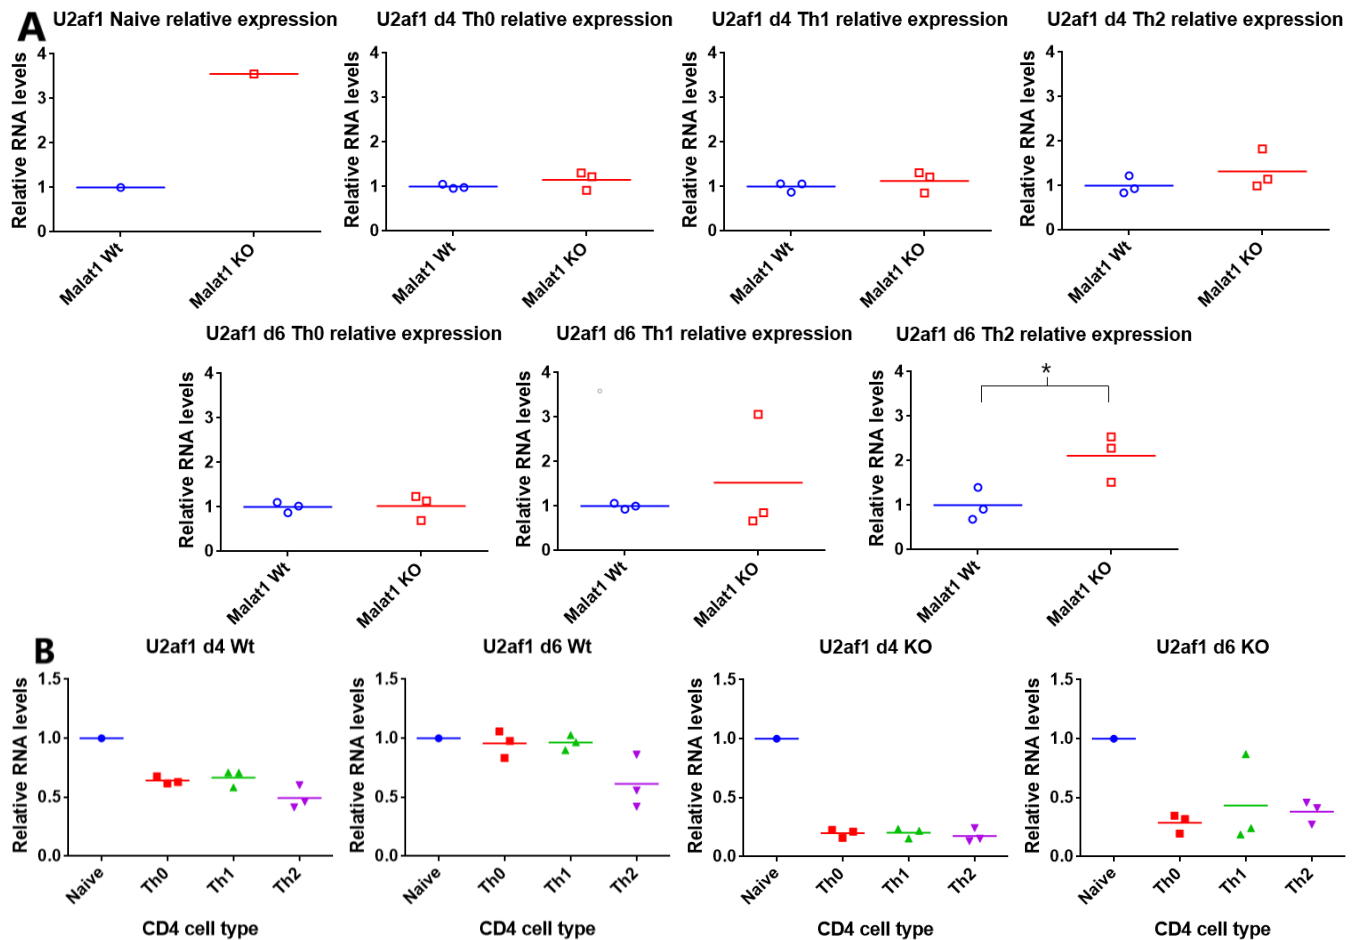 A
U2af1 Naive relative expression
Relative RNA levels
4
3
2
1
0
Malat1 Wt
Malat1 KO
U2af1 d4 Th0 relative expression
Relative RNA levels
4
3
2
1
0
Malat1 Wt
Malat1 KO
U2af1 d4 Th1 relative expression
Relative RNA levels
4
3
2
1
0
Malat1 Wt
Malat1 KO
U2af1 d4 Th2 relative expression
Relative RNA levels
4
3
2
1
0
Malat1 Wt
Malat1 KO
U2af1 d6 Th0 relative expression
Relative RNA levels
4
3
2
1
0
Malat1 Wt
Malat1 KO
U2af1 d6 Th1 relative expression
Relative RNA levels
4
3
2
1
0
Malat1 Wt
Malat1 KO
U2af1 d6 Th2 relative expression
Relative RNA levels
4
3
2
1
0
*
Malat1 Wt
Malat1 KO
B
U2af1 d4 Wt
Relative RNA levels
1.5
1.0
0.5
0.0
Naive
Th0
Th1
Th2
CD4 cell type
U2af1 d6 Wt
Relative RNA levels
1.5
1.0
0.5
0.0
Naive
Th0
Th1
Th2
CD4 cell type
U2af1 d4 KO
Relative RNA levels
1.5
1.0
0.5
0.0
Naive
Th0
Th1
Th2
CD4 cell type
U2af1 d6 KO
Relative RNA levels
1.5
1.0
0.5
0.0
Naive
Th0
Th1
Th2
CD4 cell type